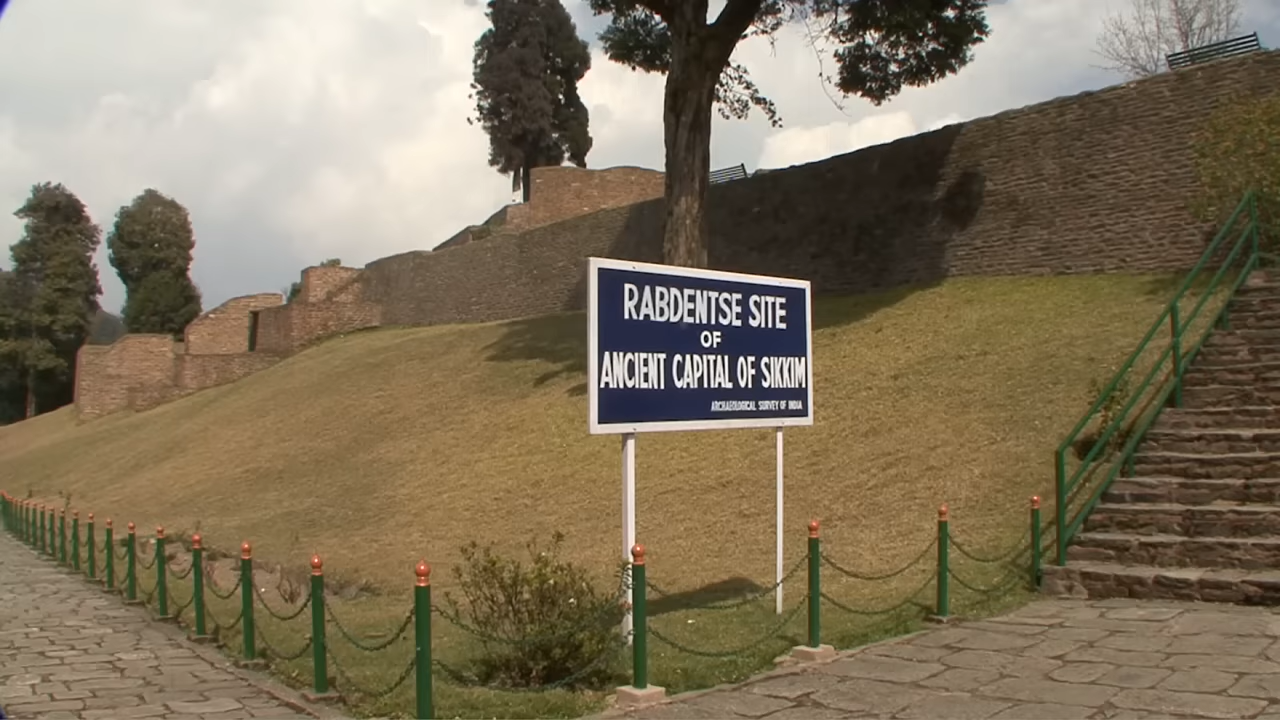 RABDENTSE SITE
OF
ANCIENT CAPITAL OF SIKKIM
ARCHAEOLOGICAL SURVEY OF INDIA